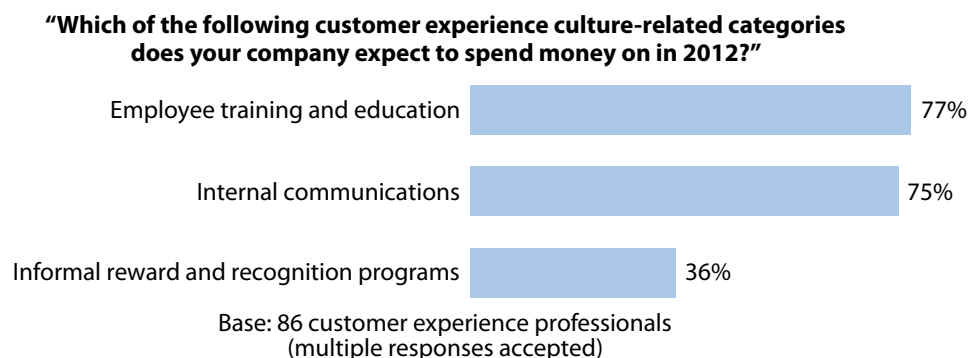 “Which of the following customer experience culture-related categories
does your company expect to spend money on in 2012?”
Employee training and education 77%
Internal communications 75%
Informal reward and recognition programs 36%
Base: 86 customer experience professionals
(multiple responses accepted)